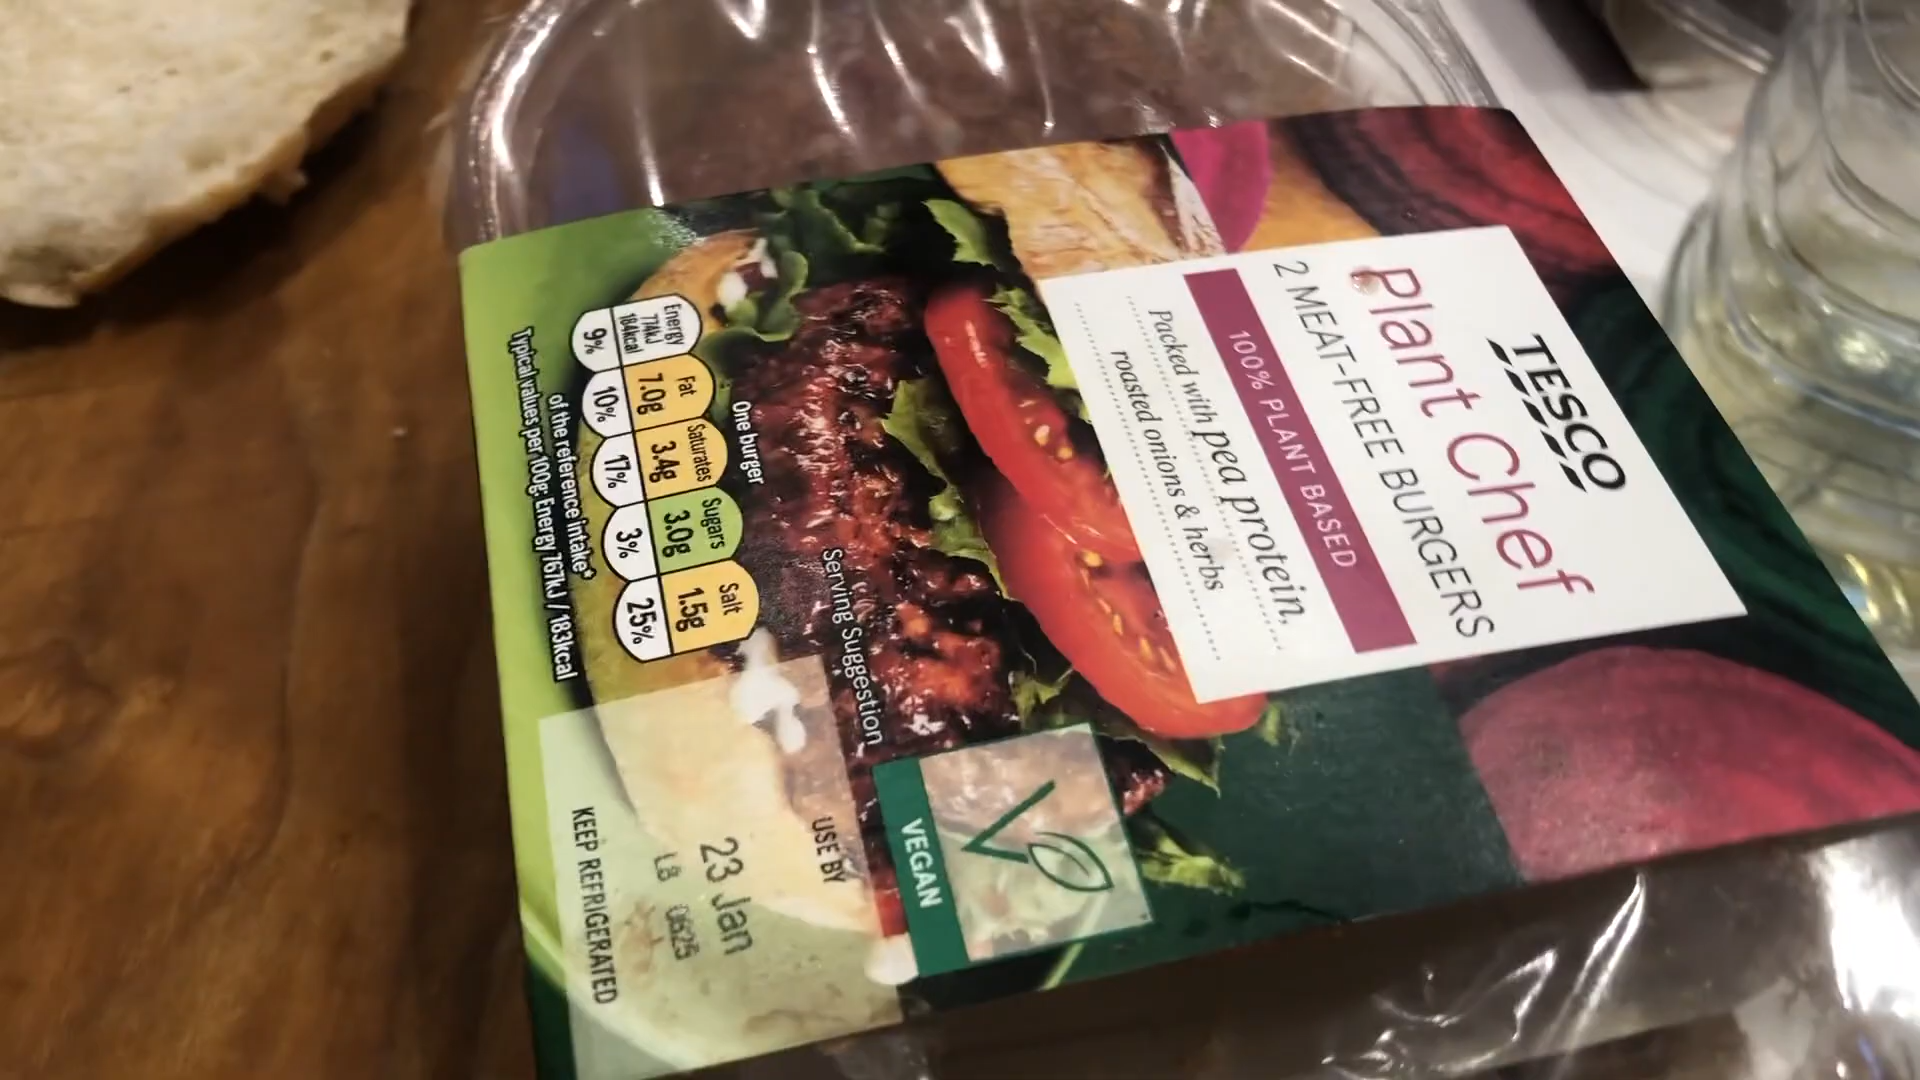 TESCO
Plant Chef
2 MEAT-FREE BURGERS
100% PLANT BASED
Packed with pea protein,
roasted onions & herbs
One burger
Energy
774kJ
184kcal
9%
Fat
7.0g
10%
Saturates
3.4g
17%
Sugars
3.0g
3%
Salt
1.5g
25%
of the reference intake*
Typical values per 100g: Energy 767kJ / 183kcal
Serving Suggestion
VEGAN
USE BY
23 Jan
L8 0625
KEEP REFRIGERATED